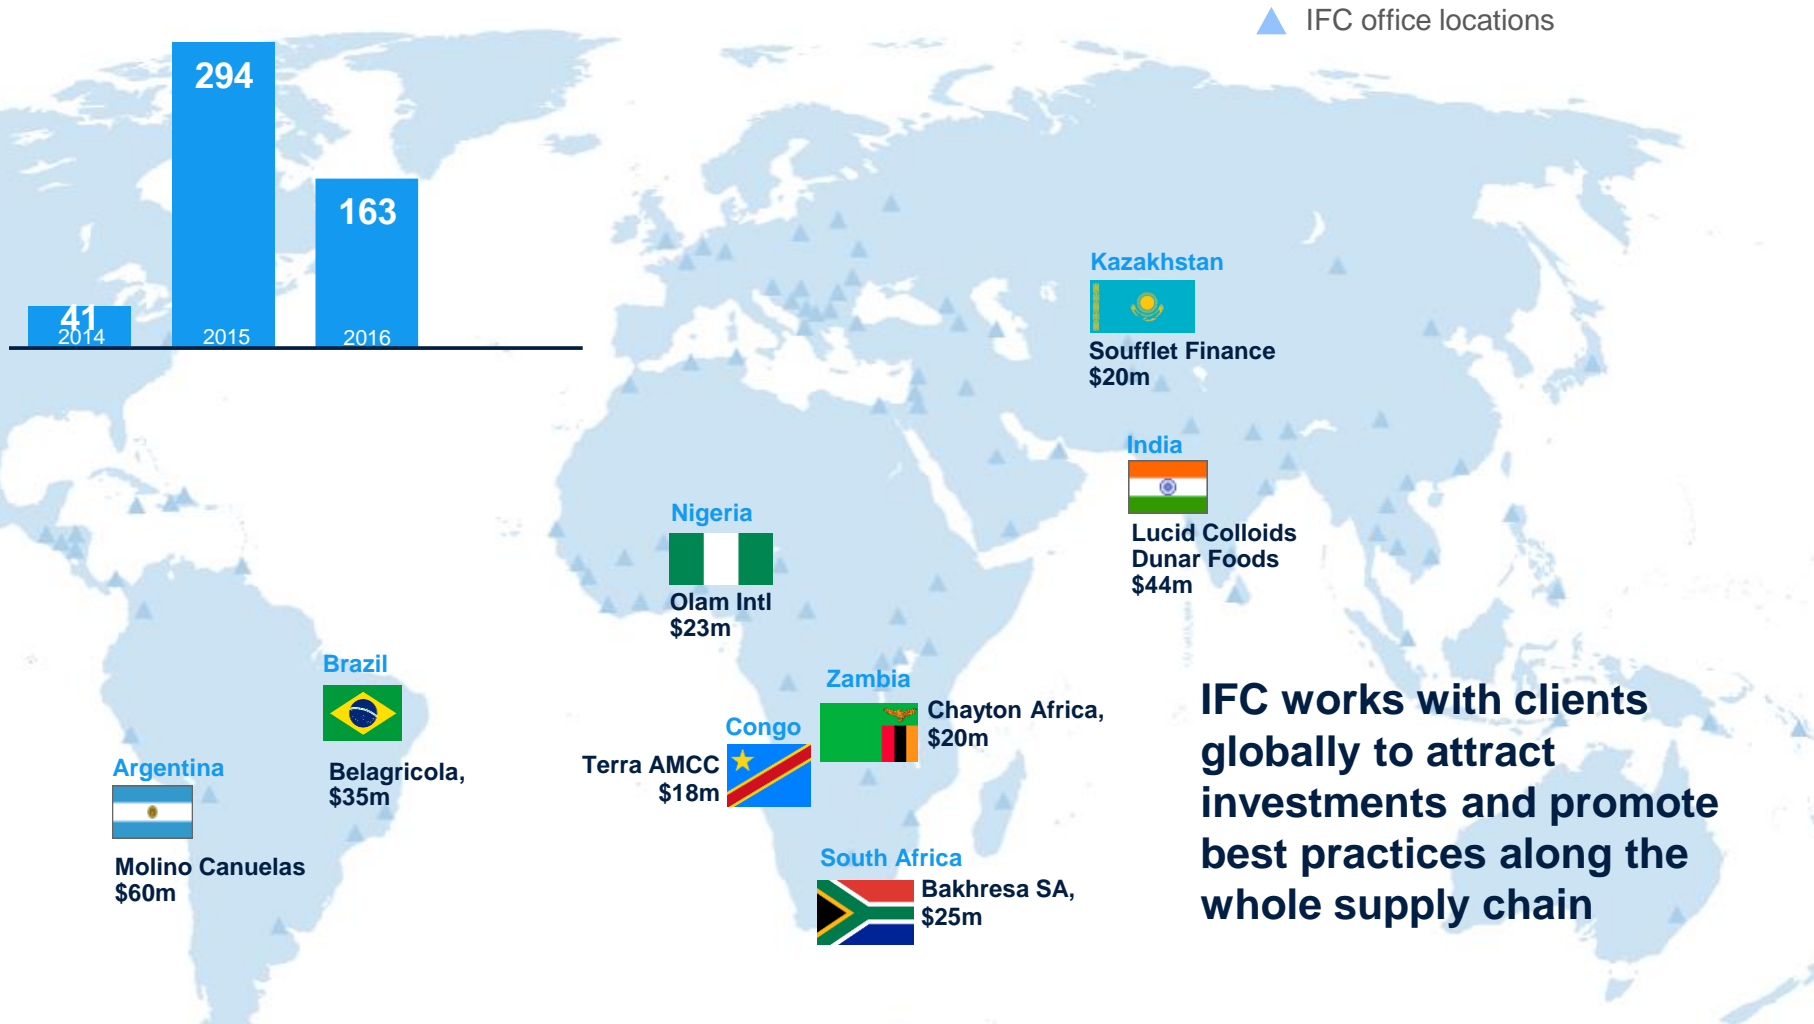 IFC office locations
294
163
41
2014
2015
2016
Kazakhstan
Soufflet Finance
$20m
India
Lucid Colloids
Dunar Foods
$44m
Nigeria
Olam Intl
$23m
Brazil
Belagricola,
$35m
Zambia
Chayton Africa,
$20m
Congo
Terra AMCC
$18m
Argentina
Molino Canuelas
$60m
South Africa
Bakhresa SA,
$25m
IFC works with clients
globally to attract
investments and promote
best practices along the
whole supply chain